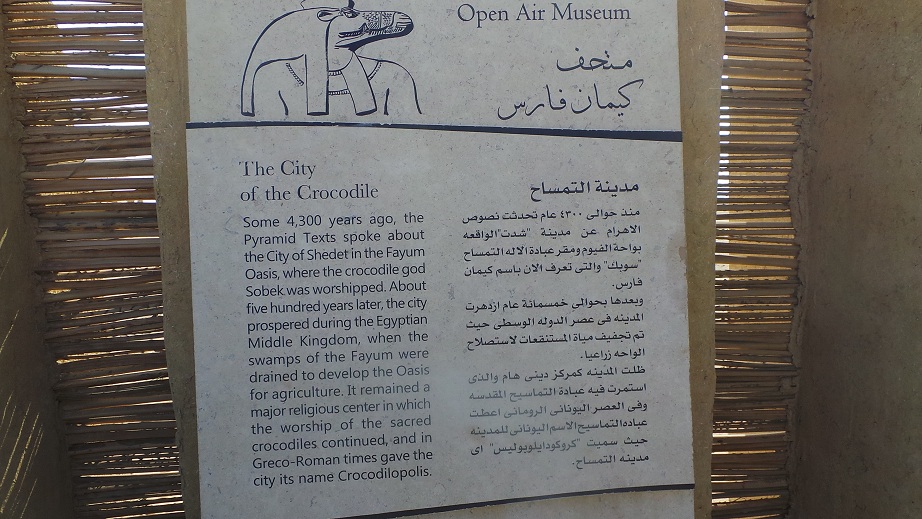 Open Air Museum
متحف
كيمان فارس
The City
of the Crocodile
Some 4,300 years ago, the
Pyramid Texts spoke about
the City of Shedet in the Fayum
Oasis, where the crocodile god
Sobek was worshipped. About
five hundred years later, the city
prospered during the Egyptian
Middle Kingdom, when the
swamps of the Fayum were
drained to develop the Oasis
for agriculture. It remained a
major religious center in which
the worship of the sacred
crocodiles continued, and in
Greco-Roman times gave the
city its name Crocodilopolis.
مدينة التمساح
منذ حوالى ٤٣٠٠ عام تحدثت نصوص
الاهرام عن مدينة "شدت"الواقعه
بواحة الفيوم ومقر عبادة الاله التمساح
"سوبك" والتى تعرف الان باسم كيمان
فارس.
وبعدها بحوالى خمسمائة عام ازدهرت
المدينه فى عصر الدوله الوسطى حيث
تم تجفيف مياة المستنقعات لاستصلاح
الواحه زراعيا.
ظلت المدينه كمركز دينى هام والذى
استمرت فيه عبادة التماسيح المقدسه
وفى العصر اليونانى الرومانى اعطت
عباده التماسيح الاسم اليونانى للمدينه
حيث سميت "كروكودايلوبوليس" اى
مدينه التمساح.